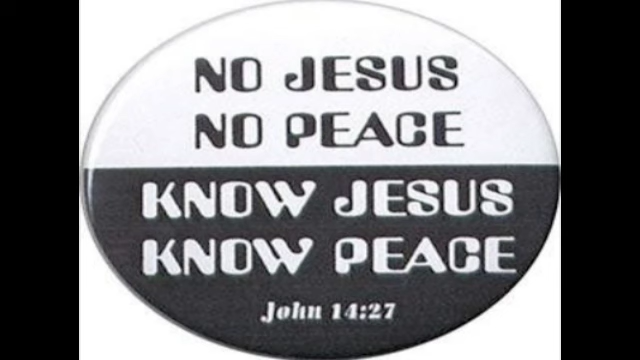 NO JESUS
NO PEACE
KNOW JESUS
KNOW PEACE
John 14:27